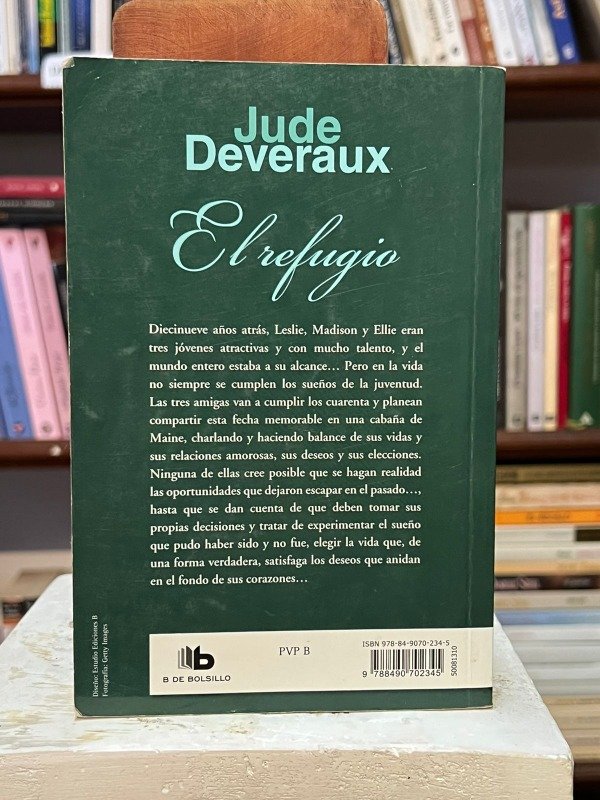 Jude
Deveraux
El refugio
Diecinueve años atrás, Leslie, Madison y Ellie eran
tres jóvenes atractivas y con mucho talento, y el
mundo entero estaba a su alcance… Pero en la vida
no siempre se cumplen los sueños de la juventud.
Las tres amigas van a cumplir los cuarenta y planean
compartir esta fecha memorable en una cabaña de
Maine, charlando y haciendo balance de sus vidas y
sus relaciones amorosas, sus deseos y sus elecciones.
Ninguna de ellas cree posible que se hagan realidad
las oportunidades que dejaron escapar en el pasado…,
hasta que se dan cuenta de que deben tomar sus
propias decisiones y tratar de experimentar el sueño
que pudo haber sido y no fue, elegir la vida que, de
una forma verdadera, satisfaga los deseos que anidan
en el fondo de sus corazones…
Diseño: Estudio Ediciones B
Fotografía: Getty Images
b
B DE BOLSILLO
PVP B
ISBN 978-84-9070-234-5
9 788490 702345
50081310